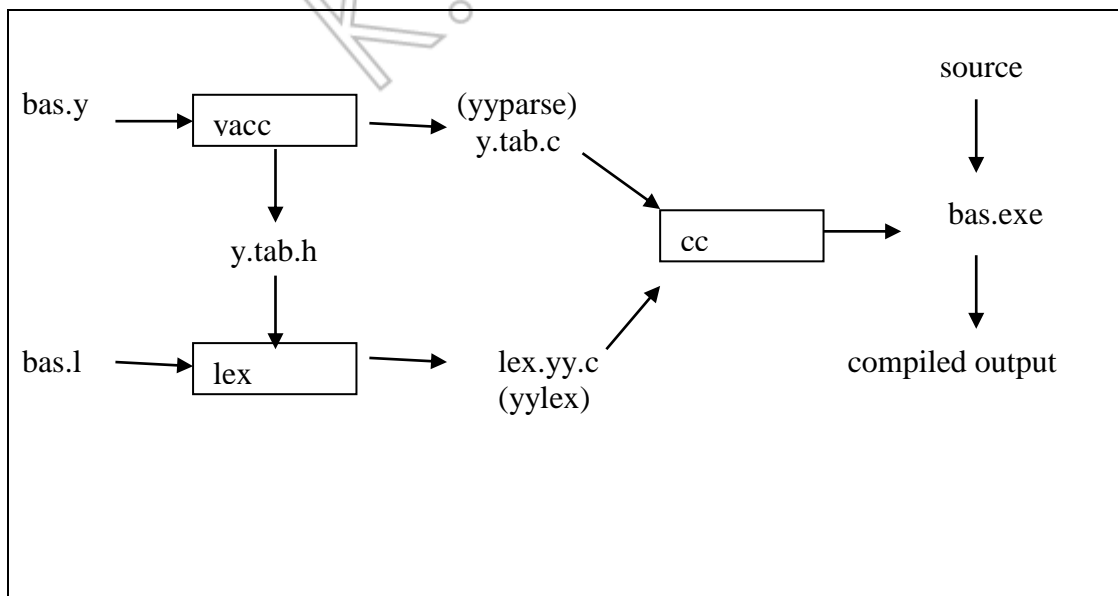 source
bas.y
vacc
(yyparse)
y.tab.c
bas.exe
cc
y.tab.h
bas.l
lex
lex.yy.c
(yylex)
compiled output